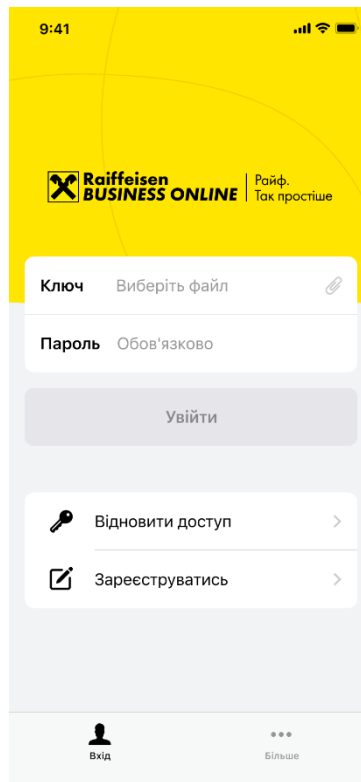 9:41
Raiffeisen
BUSINESS ONLINE
Райф.
Так простіше
Ключ Виберіть файл
Пароль Обов'язково
Увійти
Відновити доступ
Зареєструватись
Вхід Більше